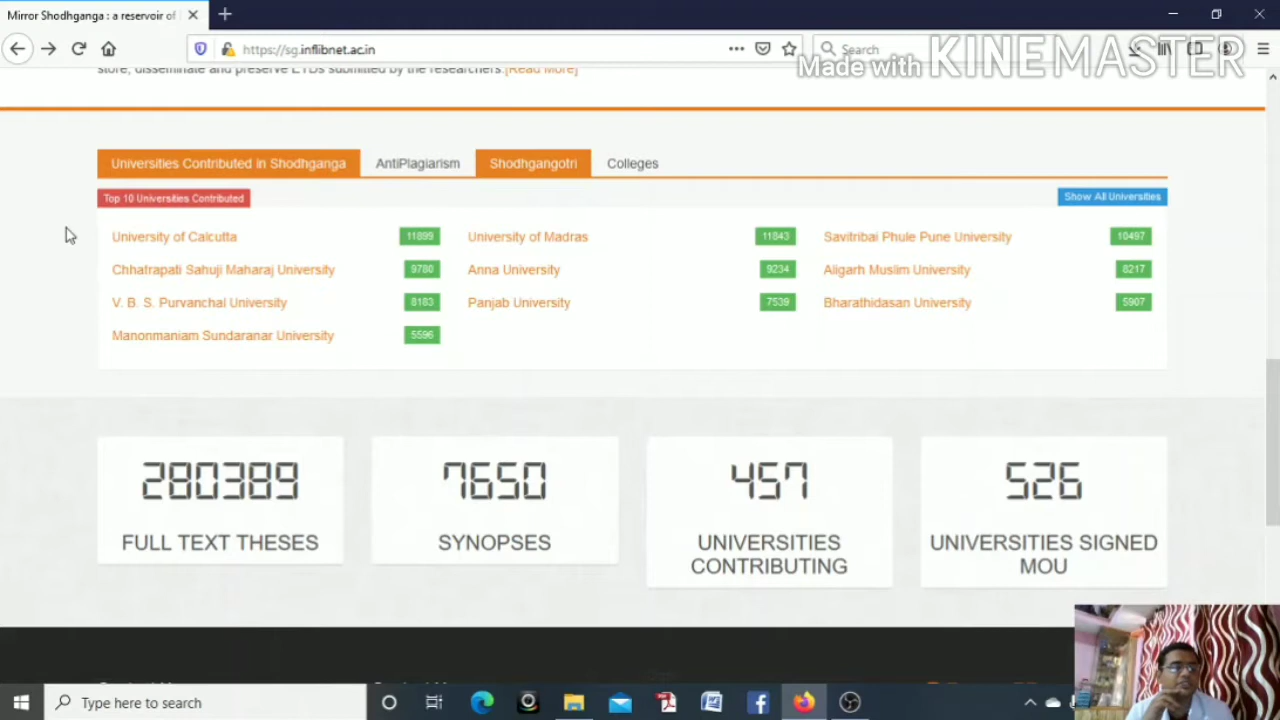 Mirror Shodhganga : a reservoir of
https://sg.inflibnet.ac.in
Search
Made with KINEMASTER
store, disseminate and preserve ETDs submitted by the researchers.[Read More]
Universities Contributed in Shodhganga AntiPlagiarism Shodhgangotri Colleges
Top 10 Universities Contributed Show All Universities
University of Calcutta 11899 University of Madras 11843 Savitribai Phule Pune University 10497
Chhatrapati Sahuji Maharaj University 9780 Anna University 9234 Aligarh Muslim University 8217
V. B. S. Purvanchal University 8183 Panjab University 7539 Bharathidasan University 5907
Manonmaniam Sundaranar University 5596
280389 7650 457 526
FULL TEXT THESES SYNOPSES UNIVERSITIES UNIVERSITIES SIGNED
CONTRIBUTING MOU
Type here to search